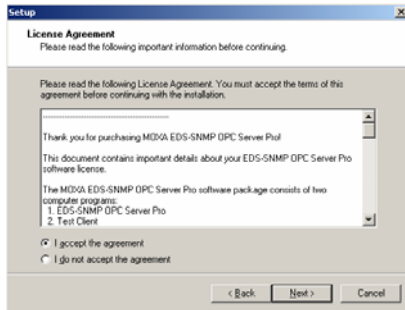 Setup
License Agreement
Please read the following important information before continuing.
Please read the following License Agreement. You must accept the terms of this
agreement before continuing with the installation.
----------------------------------------
Thank you for purchasing MOXA EDS-SNMP OPC Server Pro!
This document contains important details about your EDS-SNMP OPC Server Pro
software license.
The MOXA EDS-SNMP OPC Server Pro software package consists of two
computer programs:
1. EDS-SNMP OPC Server Pro
2. Test Client
I accept the agreement
I do not accept the agreement
< Back
Next >
Cancel